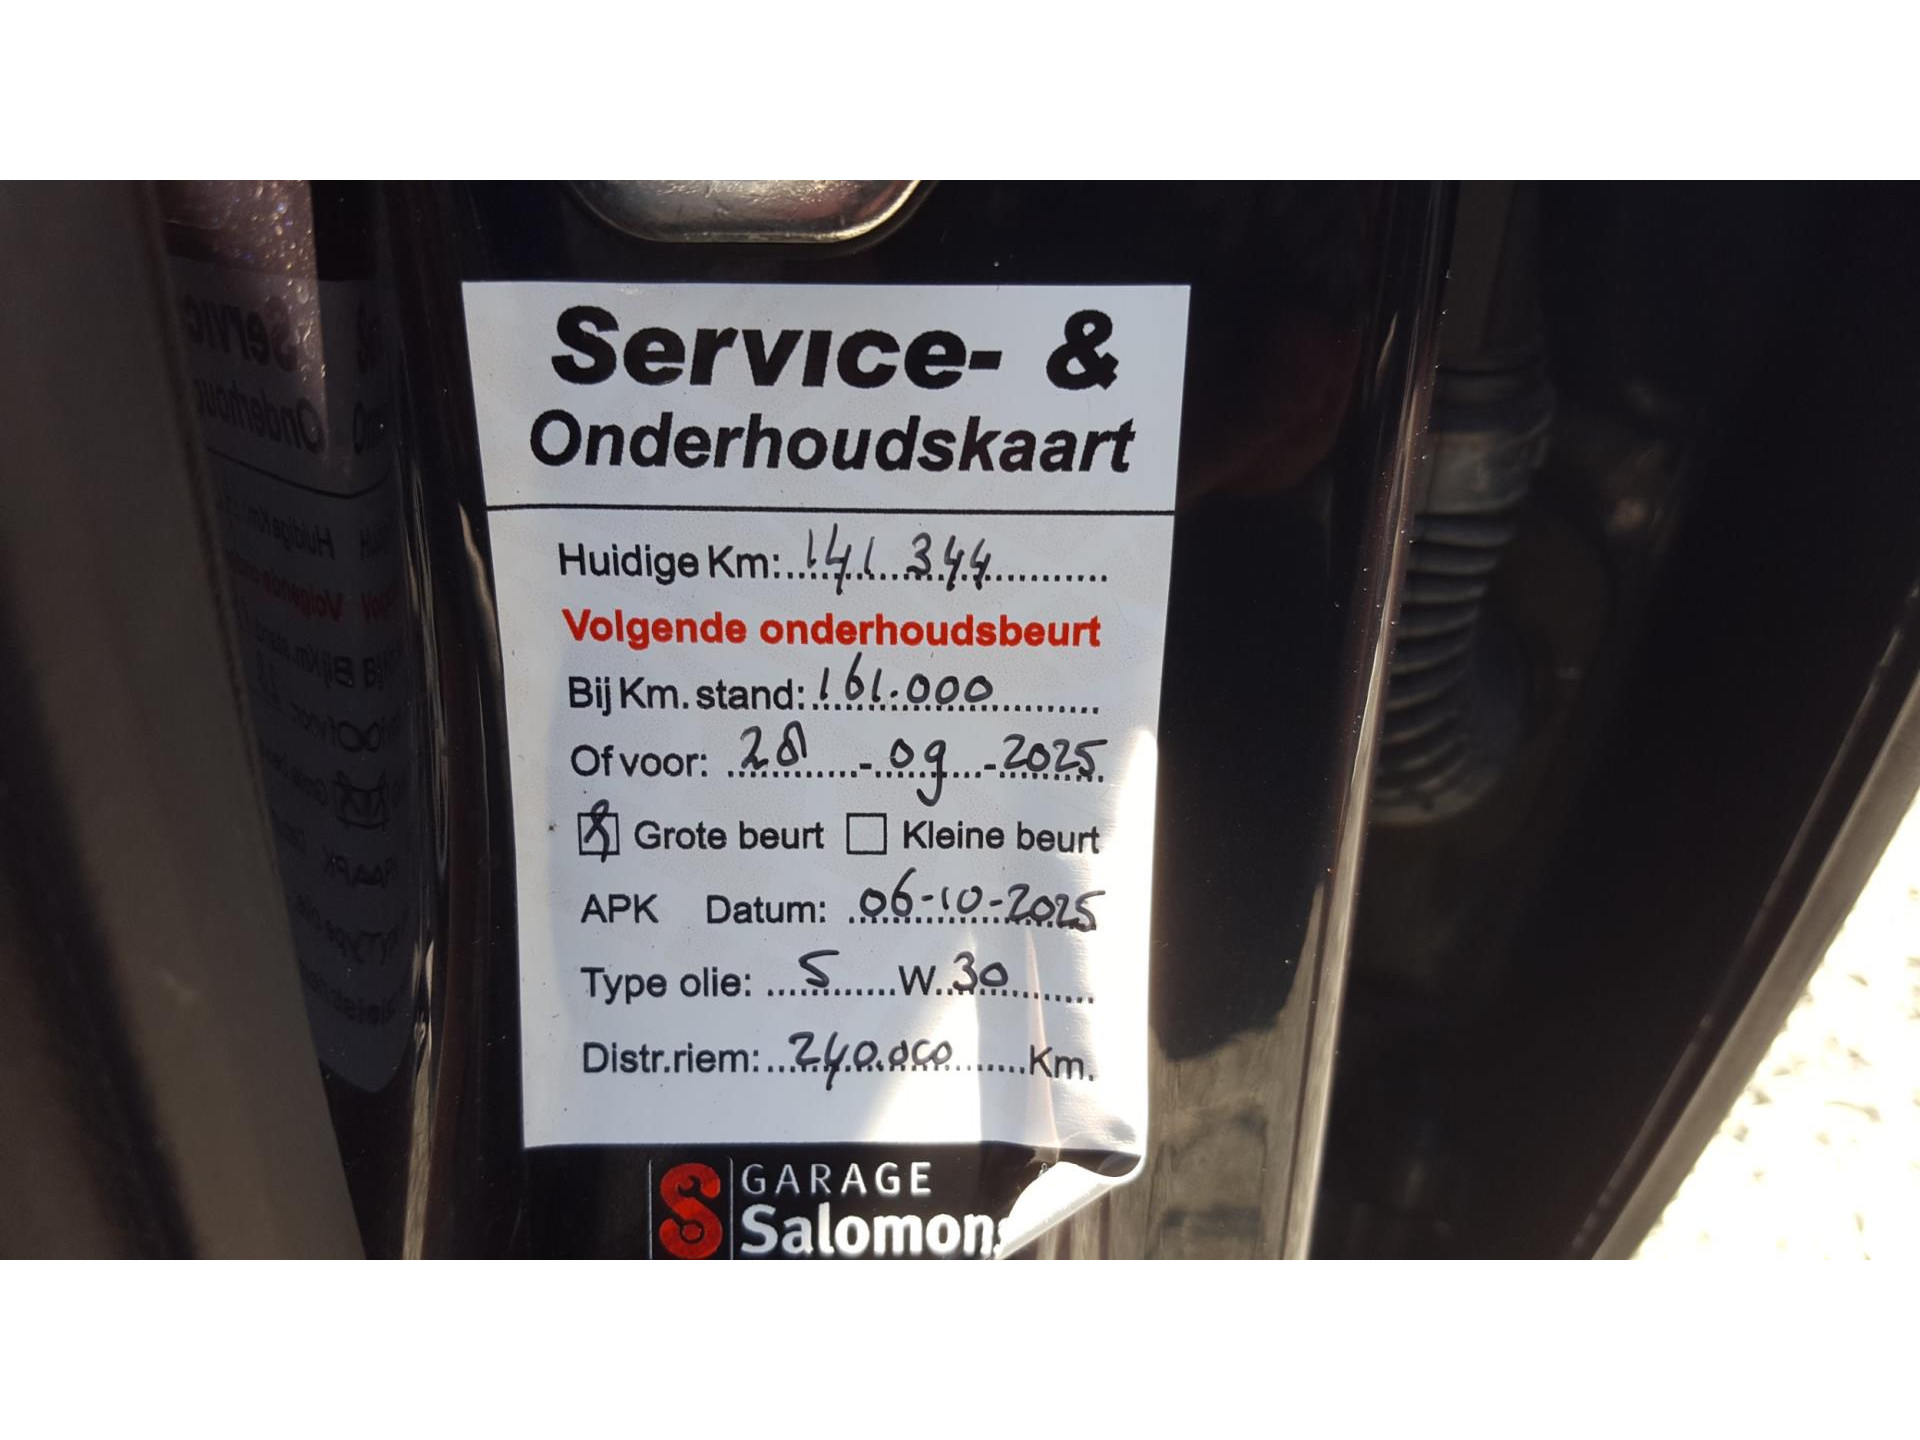 Service- &
Onderhoudskaart
Huidige Km: 141 344
Volgende onderhoudsbeurt
Bij Km. stand: 161.000
Of voor: 28 - 09 - 2025
Grote beurt Kleine beurt
APK Datum: 06-10-2025
Type olie: 5 W 30
Distr.riem: 240.000 Km.
GARAGE
Salomons